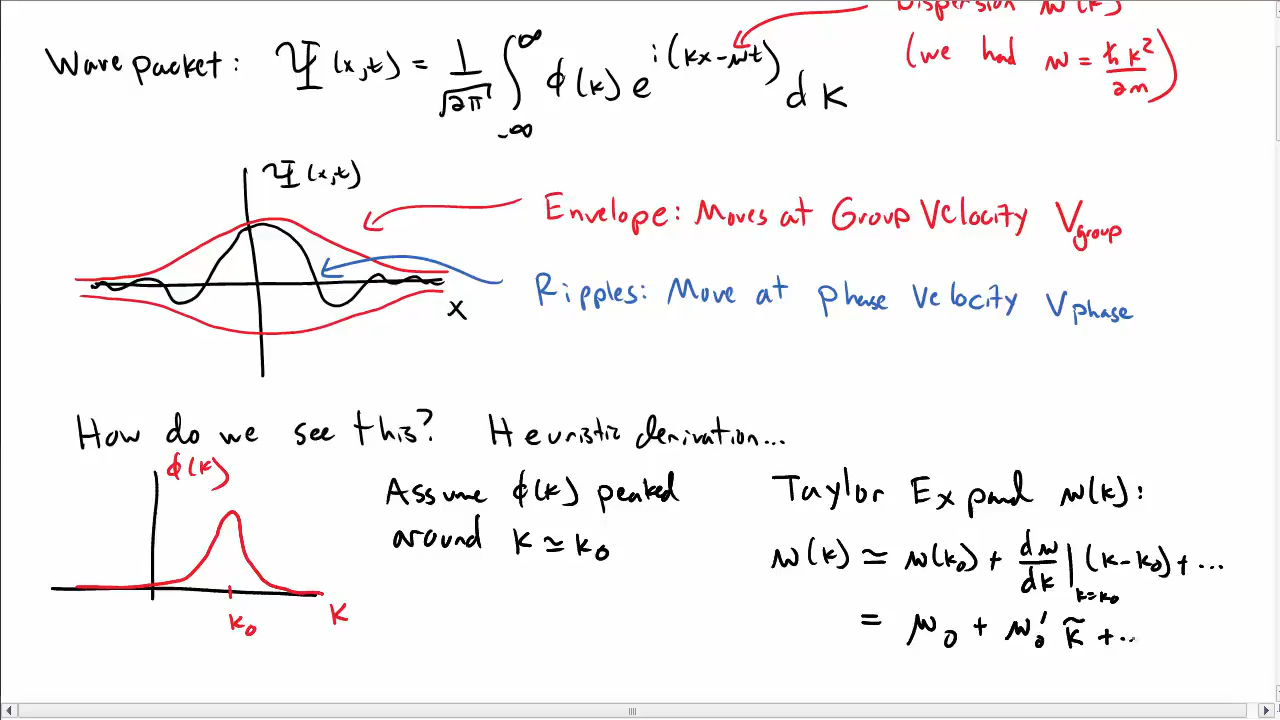 Dispersion ω(k)
Wave packet: Ψ(x,t) = 1/√2π ∫_{-∞}^{∞} ϕ(k) e^{i(kx-ωt)} dk
(we had ω = ħk²/2m)
Ψ(x,t)
Envelope: Moves at Group Velocity V_group
Ripples: Move at phase velocity V_phase
x
How do we see this? Heuristic derivation...
ϕ(k)
Assume ϕ(k) peaked
around k ≃ k₀
k₀
k
Taylor Expand ω(k):
ω(k) ≃ ω(k₀) + dω/dk |_{k=k₀} (k-k₀) + ...
= ω₀ + ω₀' k̃ + ...